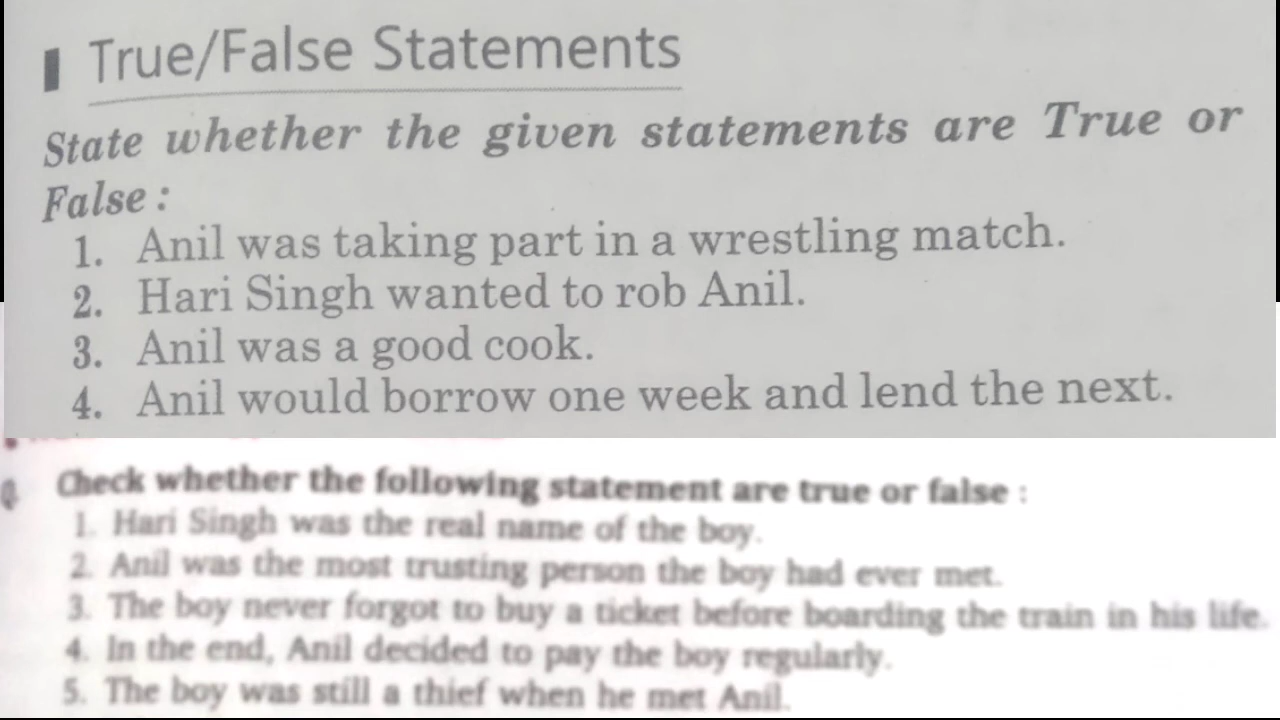 True/False Statements
State whether the given statements are True or
False :
1. Anil was taking part in a wrestling match.
2. Hari Singh wanted to rob Anil.
3. Anil was a good cook.
4. Anil would borrow one week and lend the next.
Check whether the following statement are true or false :
1. Hari Singh was the real name of the boy.
2. Anil was the most trusting person the boy had ever met.
3. The boy never forgot to buy a ticket before boarding the train in his life.
4. In the end, Anil decided to pay the boy regularly.
5. The boy was still a thief when he met Anil.